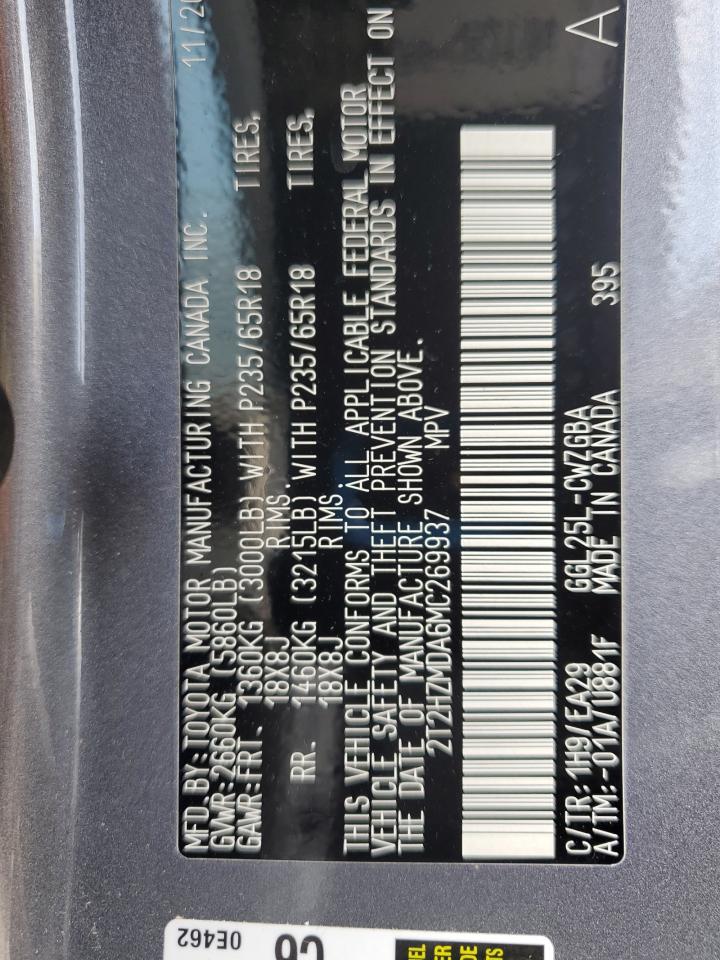 MFD. BY: TOYOTA MOTOR MANUFACTURING CANADA INC. 11/20
GVWR:2660KG (5860LB)
GAWR:FRT. 1360KG (3000LB) WITH P235/65R18 TIRES,
18X8J RIMS.
RR. 1460KG (3215LB) WITH P235/65R18 TIRES,
18X8J RIMS.
THIS VEHICLE CONFORMS TO ALL APPLICABLE FEDERAL MOTOR
VEHICLE SAFETY AND THEFT PREVENTION STANDARDS IN EFFECT ON
THE DATE OF MANUFACTURE SHOWN ABOVE.
2T2HZMDA6MC269937 MPV
C/TR:1H9/EA29 GGL25L-CWZGBA A
A/TM:-01A/U881F MADE IN CANADA 395
0E462